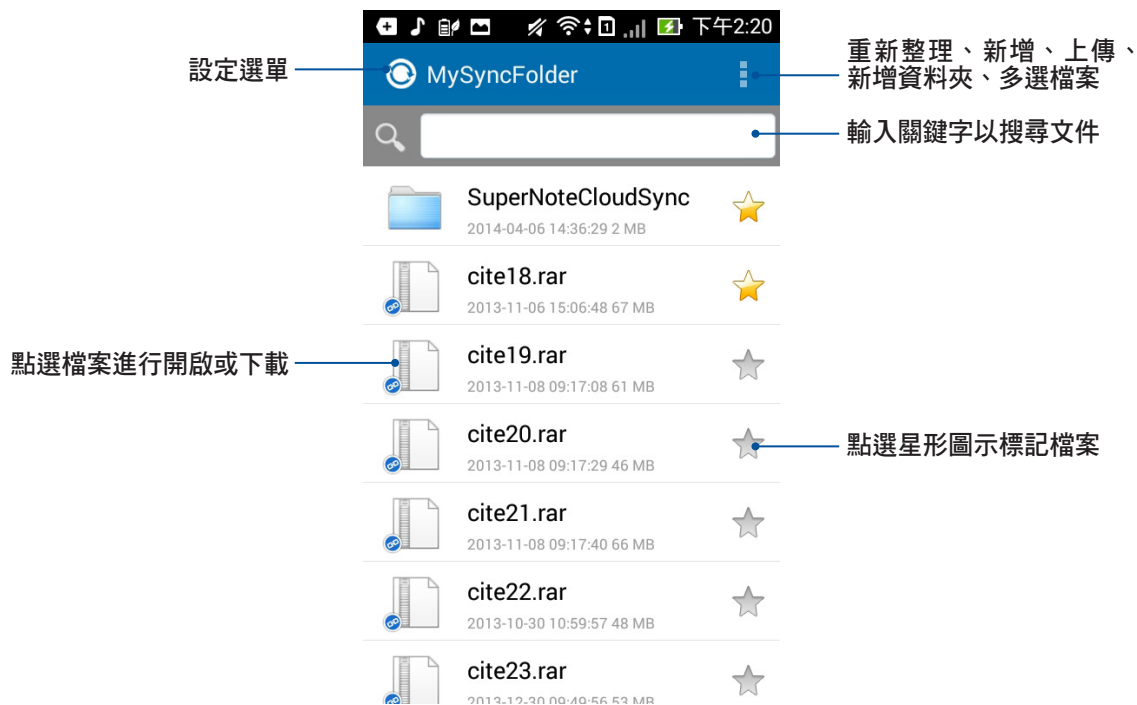 下午2:20
設定選單
MySyncFolder
重新整理、新增、上傳、
新增資料夾、多選檔案
輸入關鍵字以搜尋文件
SuperNoteCloudSync
2014-04-06 14:36:29 2 MB
cite18.rar
2013-11-06 15:06:48 67 MB
點選檔案進行開啟或下載
cite19.rar
2013-11-08 09:17:08 61 MB
cite20.rar
2013-11-08 09:17:29 46 MB
點選星形圖示標記檔案
cite21.rar
2013-11-08 09:17:40 66 MB
cite22.rar
2013-10-30 10:59:57 48 MB
cite23.rar
2013-12-30 09:49:56 53 MB